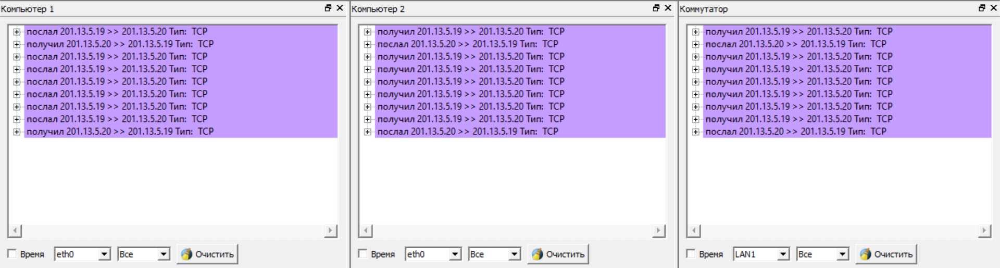 Компьютер 1
послал 201.13.5.19 >> 201.13.5.20 Тип: TCP
получил 201.13.5.20 >> 201.13.5.19 Тип: TCP
послал 201.13.5.19 >> 201.13.5.20 Тип: TCP
послал 201.13.5.19 >> 201.13.5.20 Тип: TCP
послал 201.13.5.19 >> 201.13.5.20 Тип: TCP
послал 201.13.5.19 >> 201.13.5.20 Тип: TCP
послал 201.13.5.19 >> 201.13.5.20 Тип: TCP
послал 201.13.5.19 >> 201.13.5.20 Тип: TCP
получил 201.13.5.20 >> 201.13.5.19 Тип: TCP
Время eth0 Все Очистить
Компьютер 2
получил 201.13.5.19 >> 201.13.5.20 Тип: TCP
послал 201.13.5.20 >> 201.13.5.19 Тип: TCP
получил 201.13.5.19 >> 201.13.5.20 Тип: TCP
получил 201.13.5.19 >> 201.13.5.20 Тип: TCP
получил 201.13.5.19 >> 201.13.5.20 Тип: TCP
получил 201.13.5.19 >> 201.13.5.20 Тип: TCP
получил 201.13.5.19 >> 201.13.5.20 Тип: TCP
получил 201.13.5.19 >> 201.13.5.20 Тип: TCP
послал 201.13.5.20 >> 201.13.5.19 Тип: TCP
Время eth0 Все Очистить
Коммутатор
получил 201.13.5.19 >> 201.13.5.20 Тип: TCP
послал 201.13.5.20 >> 201.13.5.19 Тип: TCP
получил 201.13.5.19 >> 201.13.5.20 Тип: TCP
получил 201.13.5.19 >> 201.13.5.20 Тип: TCP
получил 201.13.5.19 >> 201.13.5.20 Тип: TCP
получил 201.13.5.19 >> 201.13.5.20 Тип: TCP
получил 201.13.5.19 >> 201.13.5.20 Тип: TCP
получил 201.13.5.19 >> 201.13.5.20 Тип: TCP
послал 201.13.5.20 >> 201.13.5.19 Тип: TCP
Время LAN1 Все Очистить